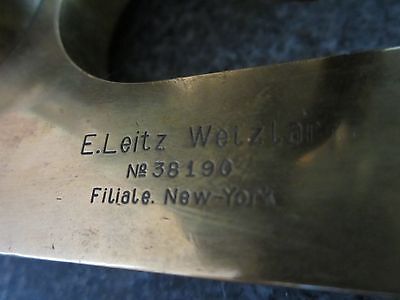 E.Leitz Wetzlar
№ 38190
Filiale. New-York